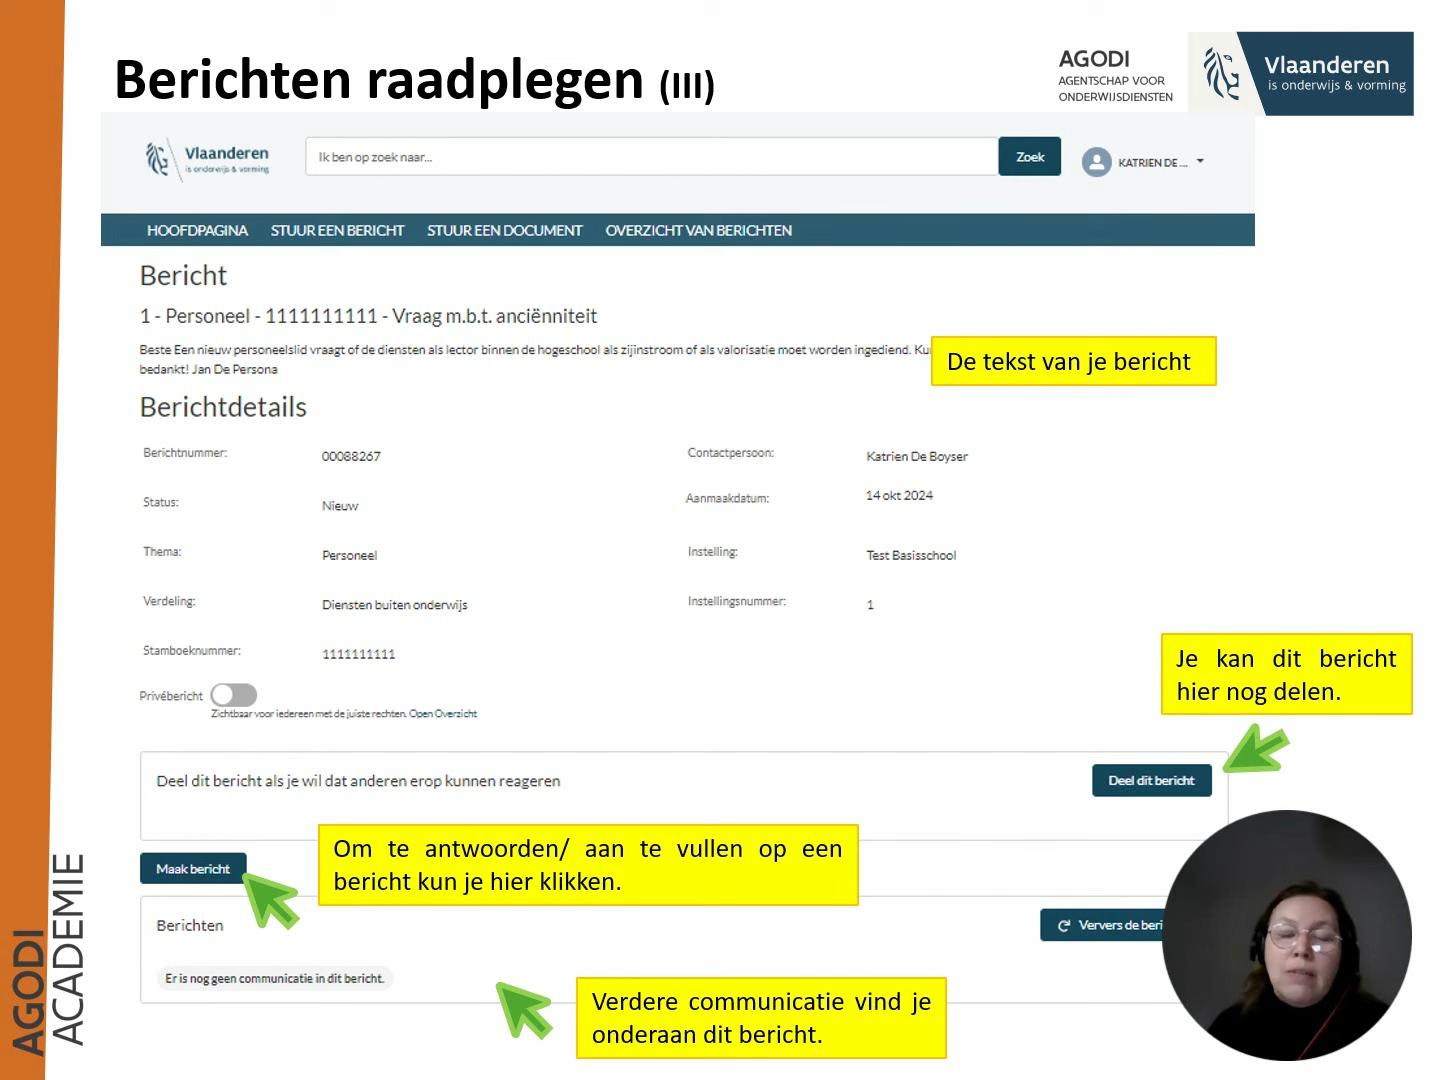 Berichten raadplegen (III)
AGODI
AGENTSCHAP VOOR
ONDERWIJSDIENSTEN
Vlaanderen
is onderwijs & vorming
Vlaanderen
is onderwijs & vorming
Ik ben op zoek naar...
Zoek
KATRIEN DE ...
HOOFDPAGINA STUUR EEN BERICHT STUUR EEN DOCUMENT OVERZICHT VAN BERICHTEN
Bericht
1 - Personeel - 1111111111 - Vraag m.b.t. anciënniteit
Beste Een nieuw personeelslid vraagt of de diensten als lector binnen de hogeschool als zijinstroom of als valorisatie moet worden ingediend.
bedankt! Jan De Persona
De tekst van je bericht
Berichtdetails
Berichtnummer: 00088267 Contactpersoon: Katrien De Boyser
Status: Nieuw Aanmaakdatum: 14 okt 2024
Thema: Personeel Instelling: Test Basisschool
Verdeling: Diensten buiten onderwijs Instellingsnummer: 1
Stamboeknummer: 1111111111
Privébericht
Zichtbaar voor iedereen met de juiste rechten. Open Overzicht
Je kan dit bericht
hier nog delen.
Deel dit bericht als je wil dat anderen erop kunnen reageren
Deel dit bericht
Om te antwoorden/ aan te vullen op een
bericht kun je hier klikken.
Maak bericht
Berichten
Ververs de beri
Er is nog geen communicatie in dit bericht.
Verdere communicatie vind je
onderaan dit bericht.
AGODI
ACADEMIE